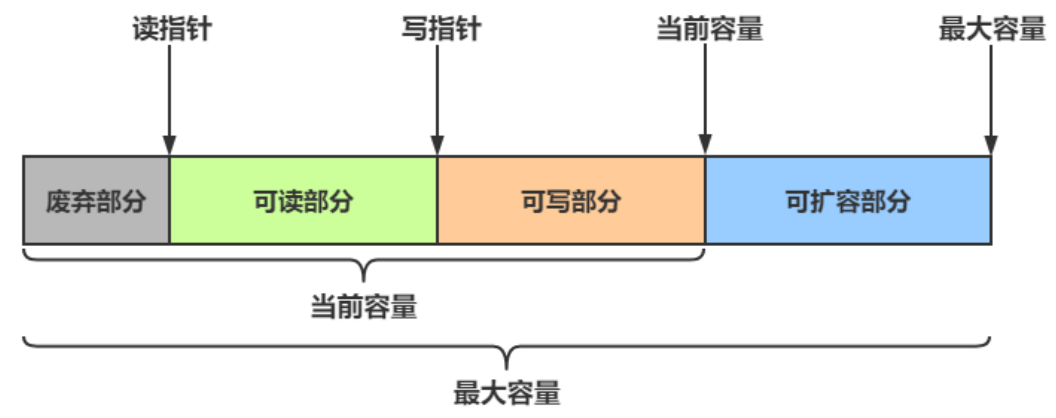 读指针
写指针
当前容量
最大容量
废弃部分
可读部分
可写部分
可扩容部分
当前容量
最大容量